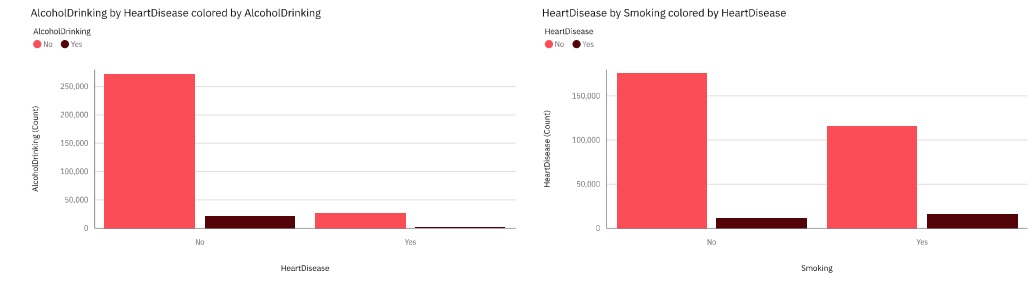 AlcoholDrinking by HeartDisease colored by AlcoholDrinking
AlcoholDrinking
No Yes
250,000
200,000
150,000
100,000
50,000
0
AlcoholDrinking (Count)
No Yes
HeartDisease
HeartDisease by Smoking colored by HeartDisease
HeartDisease
No Yes
150,000
100,000
50,000
0
HeartDisease (Count)
No Yes
Smoking